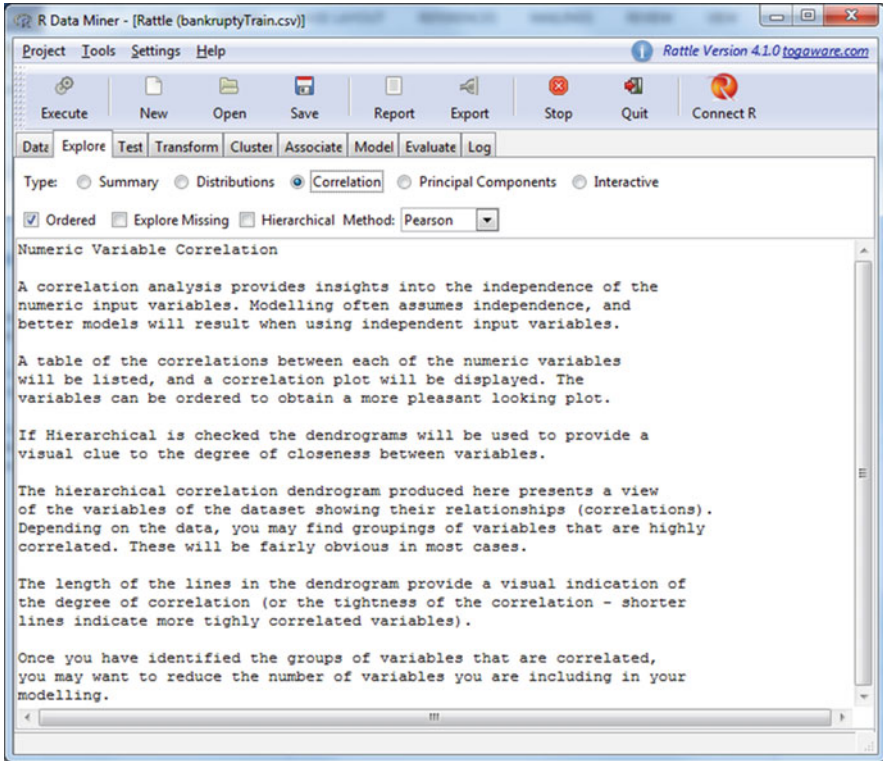 R Data Miner - [Rattle (bankruptyTrain.csv)]
Project Tools Settings Help
Rattle Version 4.1.0 togaware.com
Execute New Open Save Report Export Stop Quit Connect R
Data Explore Test Transform Cluster Associate Model Evaluate Log
Type: Summary Distributions Correlation Principal Components Interactive
Ordered Explore Missing Hierarchical Method: Pearson
Numeric Variable Correlation
A correlation analysis provides insights into the independence of the
numeric input variables. Modelling often assumes independence, and
better models will result when using independent input variables.
A table of the correlations between each of the numeric variables
will be listed, and a correlation plot will be displayed. The
variables can be ordered to obtain a more pleasant looking plot.
If Hierarchical is checked the dendrograms will be used to provide a
visual clue to the degree of closeness between variables.
The hierarchical correlation dendrogram produced here presents a view
of the variables of the dataset showing their relationships (correlations).
Depending on the data, you may find groupings of variables that are highly
correlated. These will be fairly obvious in most cases.
The length of the lines in the dendrogram provide a visual indication of
the degree of correlation (or the tightness of the correlation - shorter
lines indicate more tighly correlated variables).
Once you have identified the groups of variables that are correlated,
you may want to reduce the number of variables you are including in your
modelling.